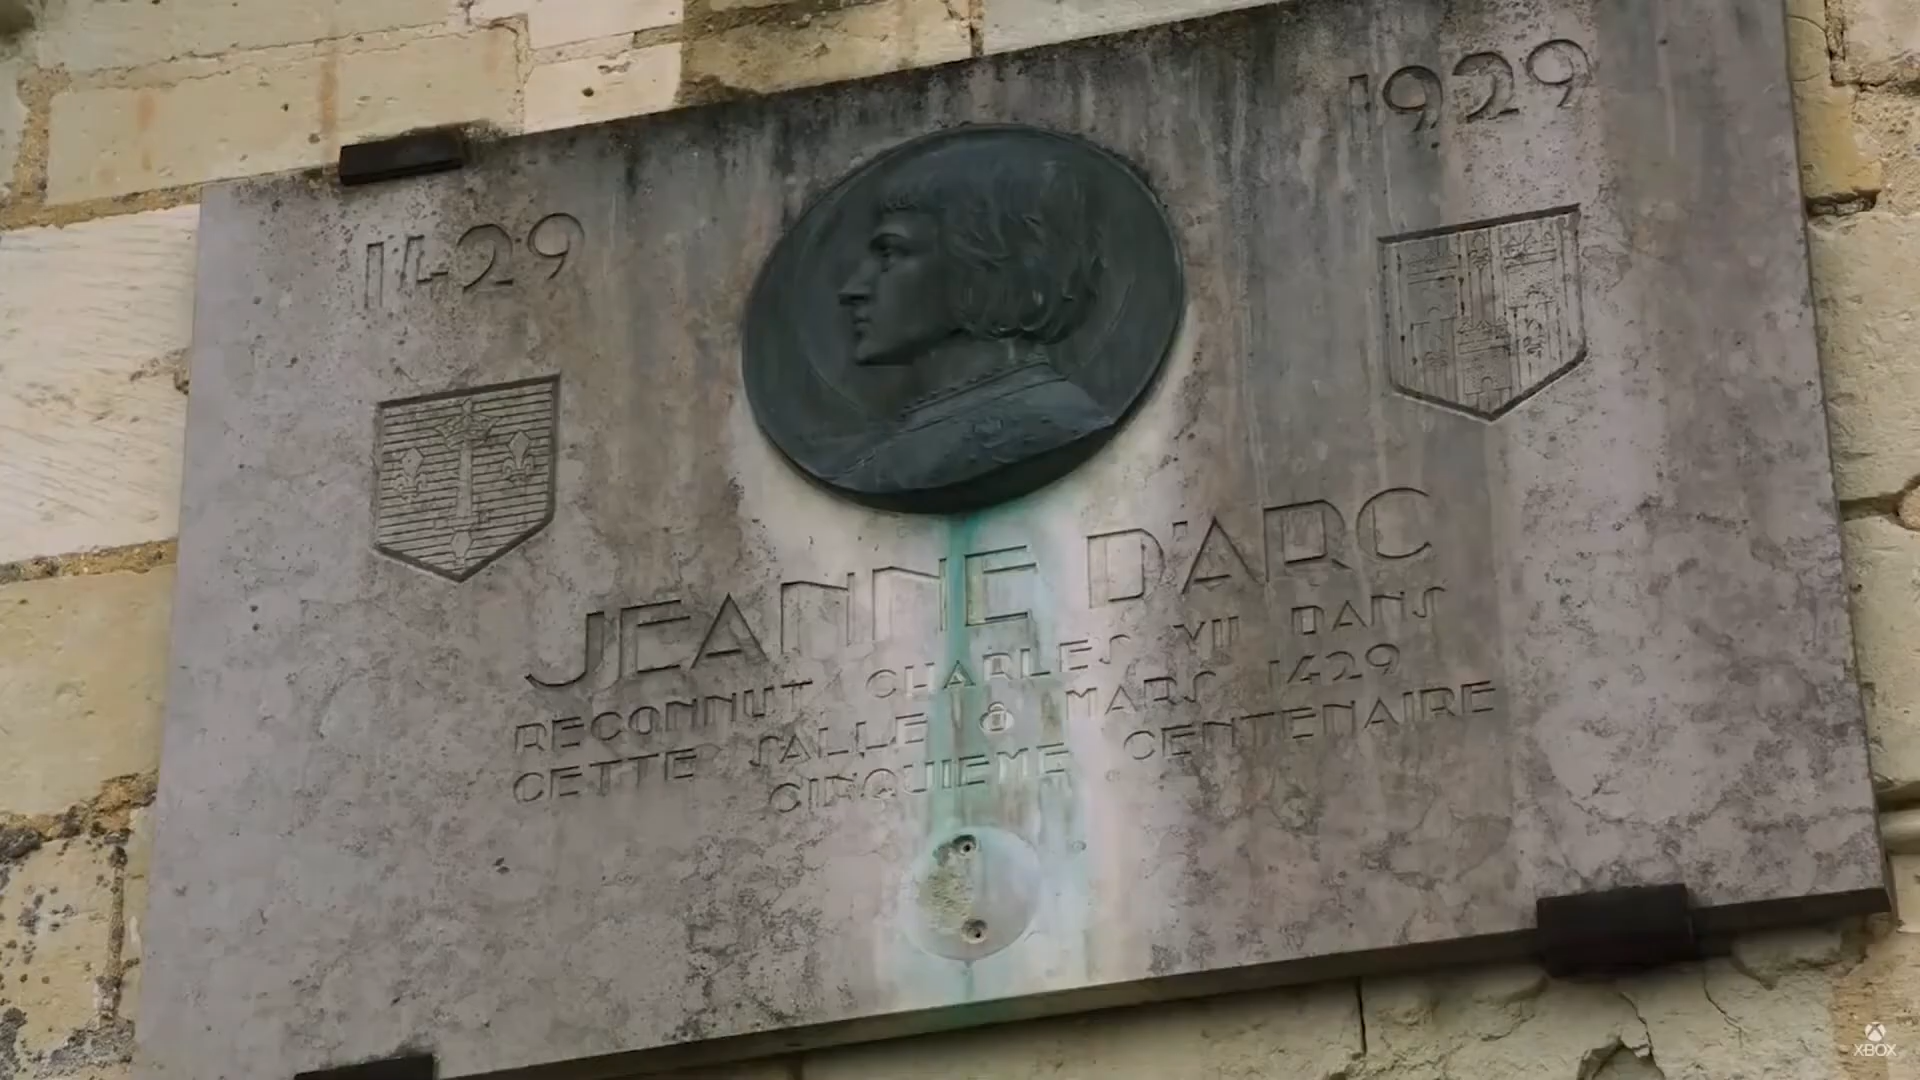 1429
1929
JEANNE D'ARC
RECONNUT CHARLES VII DANS
CETTE SALLE 8 MARS 1429
CINQUIEME CENTENAIRE
XBOX